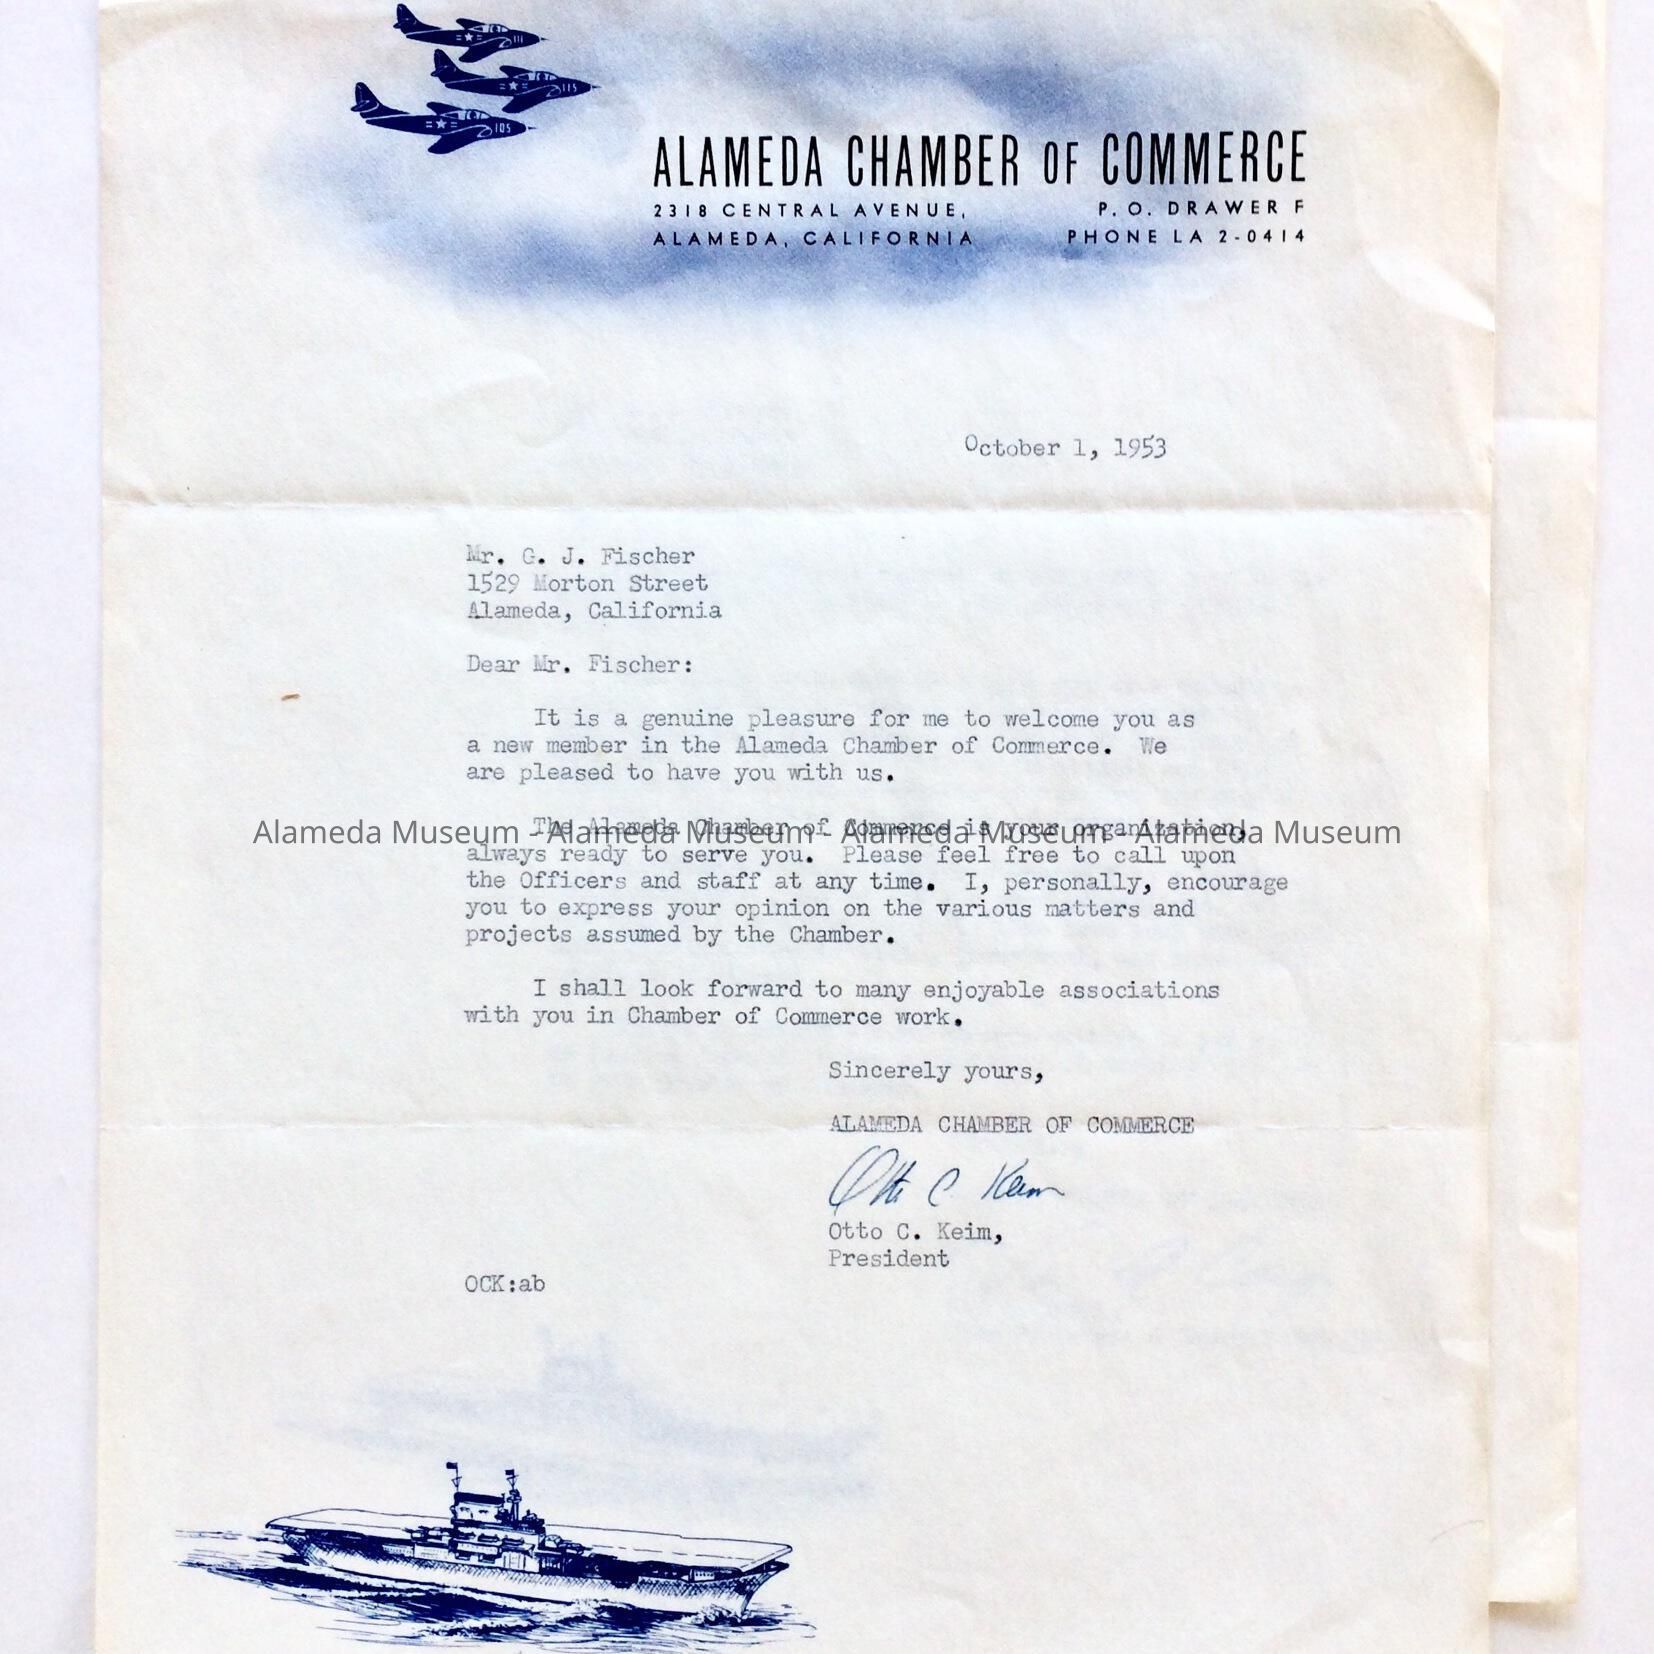 111
115
105
ALAMEDA CHAMBER OF COMMERCE
2318 CENTRAL AVENUE, P. O. DRAWER F
ALAMEDA, CALIFORNIA PHONE LA 2-0414
October 1, 1953
Mr. G. J. Fischer
1529 Morton Street
Alameda, California
Dear Mr. Fischer:
It is a genuine pleasure for me to welcome you as
a new member in the Alameda Chamber of Commerce. We
are pleased to have you with us.
The Alameda Chamber of Commerce is your organization,
Alameda Museum - Alameda Museum - Alameda Museum - Alameda Museum
always ready to serve you. Please feel free to call upon
the Officers and staff at any time. I, personally, encourage
you to express your opinion on the various matters and
projects assumed by the Chamber.
I shall look forward to many enjoyable associations
with you in Chamber of Commerce work.
Sincerely yours,
ALAMEDA CHAMBER OF COMMERCE
Otto C. Keim
Otto C. Keim,
President
OCK:ab